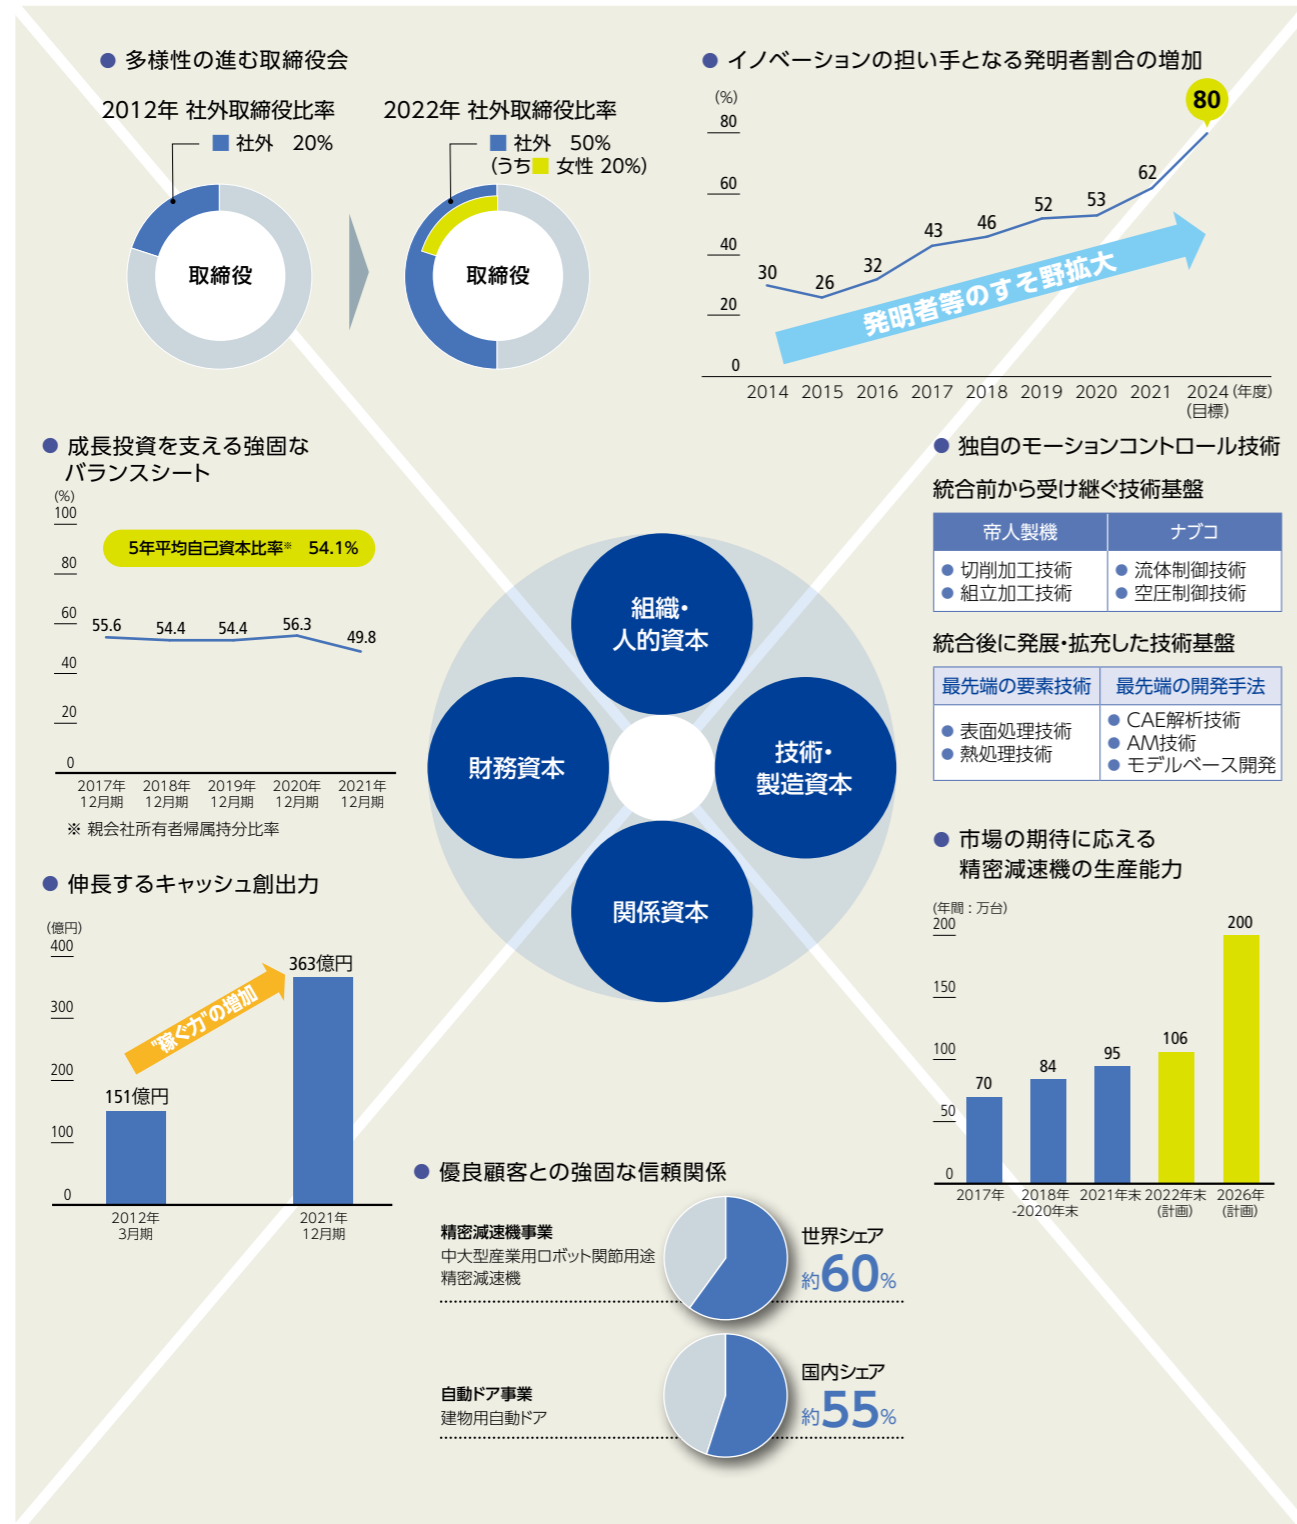 多様性の進む取締役会
2012年 社外取締役比率
社外 20%
取締役
2022年 社外取締役比率
社外 50%
(うち 女性 20%)
取締役
イノベーションの担い手となる発明者割合の増加
(%)
80
60
40
20
0
30
26
32
43
46
52
53
62
80
発明者等のすそ野拡大
2014 2015 2016 2017 2018 2019 2020 2021 2024 (年度)
(目標)
成長投資を支える強固な
バランスシート
(%)
100
80
60
40
20
0
5年平均自己資本比率※ 54.1%
55.6 54.4 54.4 56.3 49.8
2017年 2018年 2019年 2020年 2021年
12月期 12月期 12月期 12月期 12月期
※ 親会社所有者帰属持分比率
独自のモーションコントロール技術
統合前から受け継ぐ技術基盤
帝人製機 ナブコ
切削加工技術
組立加工技術
流体制御技術
空圧制御技術
統合後に発展・拡充した技術基盤
最先端の要素技術 最先端の開発手法
表面処理技術
熱処理技術
CAE解析技術
AM技術
モデルベース開発
組織・
人的資本
財務資本
技術・
製造資本
関係資本
伸長するキャッシュ創出力
(億円)
400
300
200
100
0
151億円
363億円
"稼ぐ力"の増加
2012年
3月期
2021年
12月期
市場の期待に応える
精密減速機の生産能力
(年間：万台)
200
150
100
50
0
70
84
95
106
200
2017年
2018年
-2020年末
2021年末
2022年末
(計画)
2026年
(計画)
優良顧客との強固な信頼関係
精密減速機事業
中大型産業用ロボット関節用途
精密減速機
世界シェア
約60%
自動ドア事業
建物用自動ドア
国内シェア
約55%